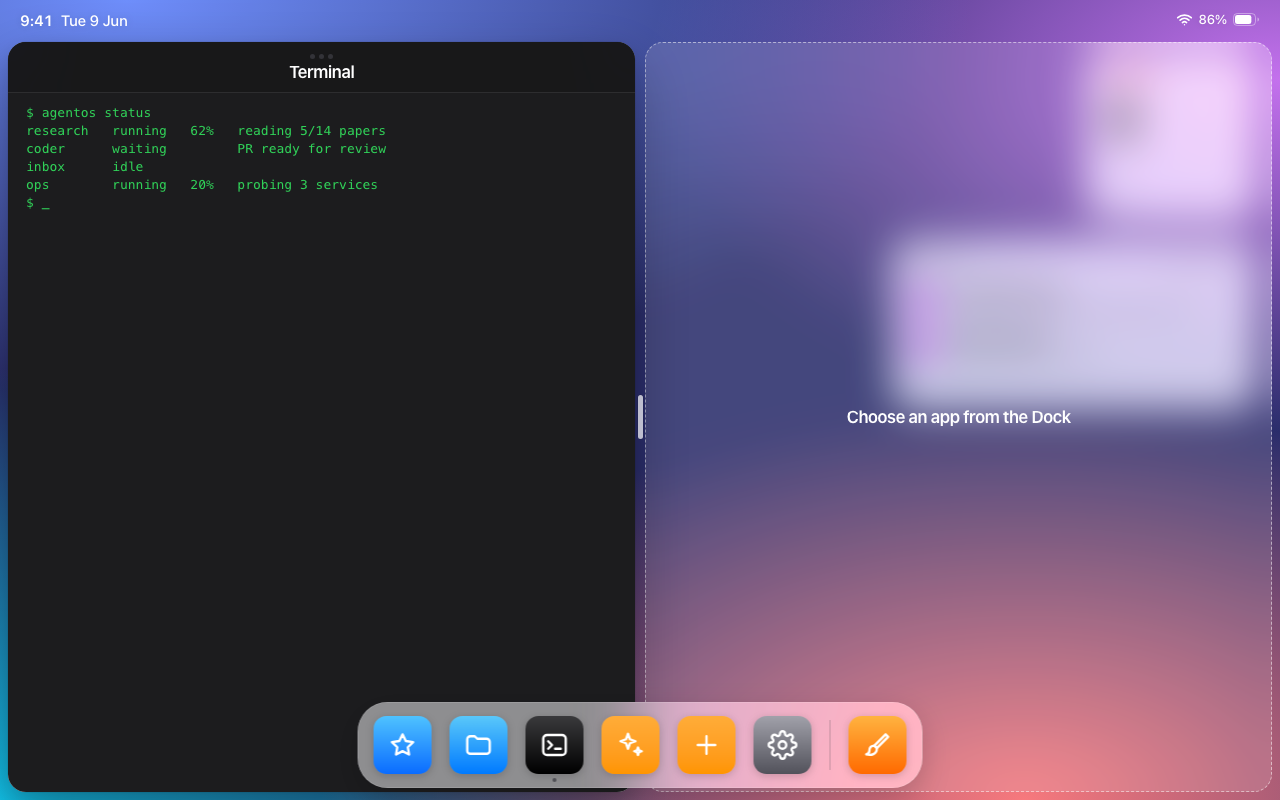 9:41 Tue 9 Jun
86%
Terminal
$ agentos status
research running 62% reading 5/14 papers
coder waiting PR ready for review
inbox idle
ops running 20% probing 3 services
$ _
Choose an app from the Dock